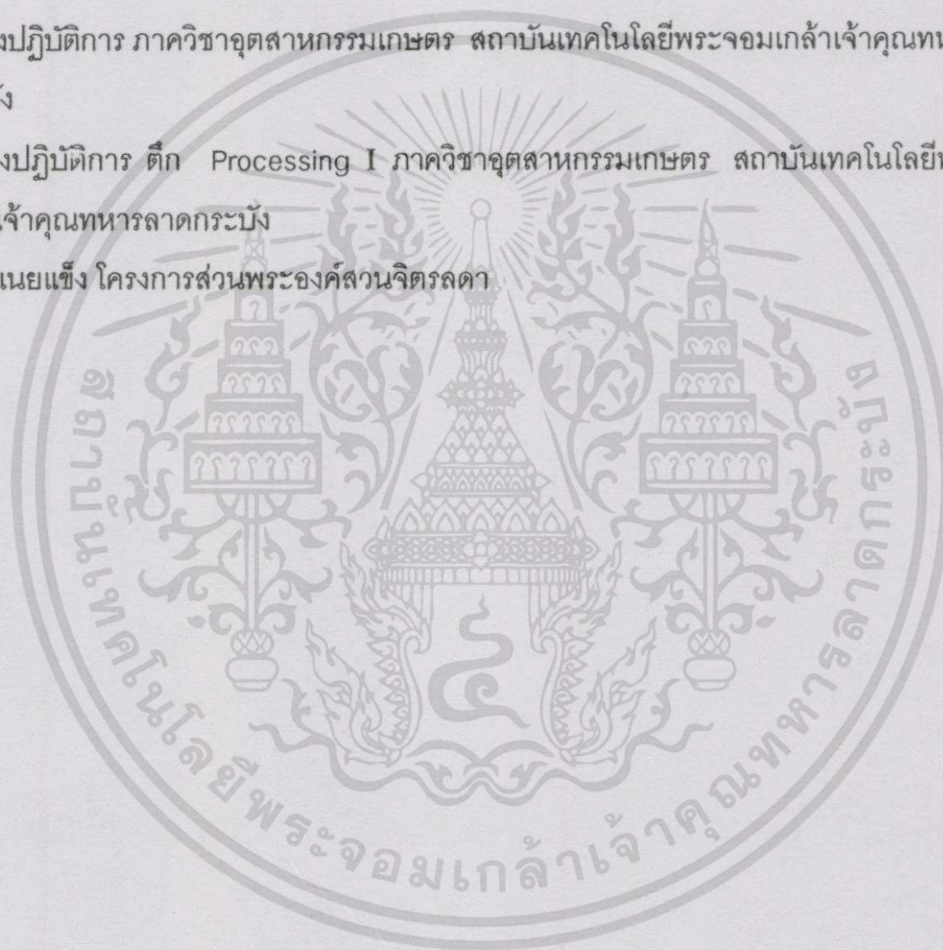 งปฏิบัติการ ภาควิชาอุตสาหกรรมเกษตร สถาบันเทคโนโลยีพระจอมเกล้าเจ้าคุณท
ง
งปฏิบัติการ ตึก Processing I ภาควิชาอุตสาหกรรมเกษตร สถาบันเทคโนโลยี
เจ้าคุณทหารลาดกระบัง
เนยแข็ง โครงการส่วนพระองค์สวนจิตรลดา
สถาบันเทคโนโลยีพระจอมเกล้าเจ้าคุณทหารลาดกระบัง